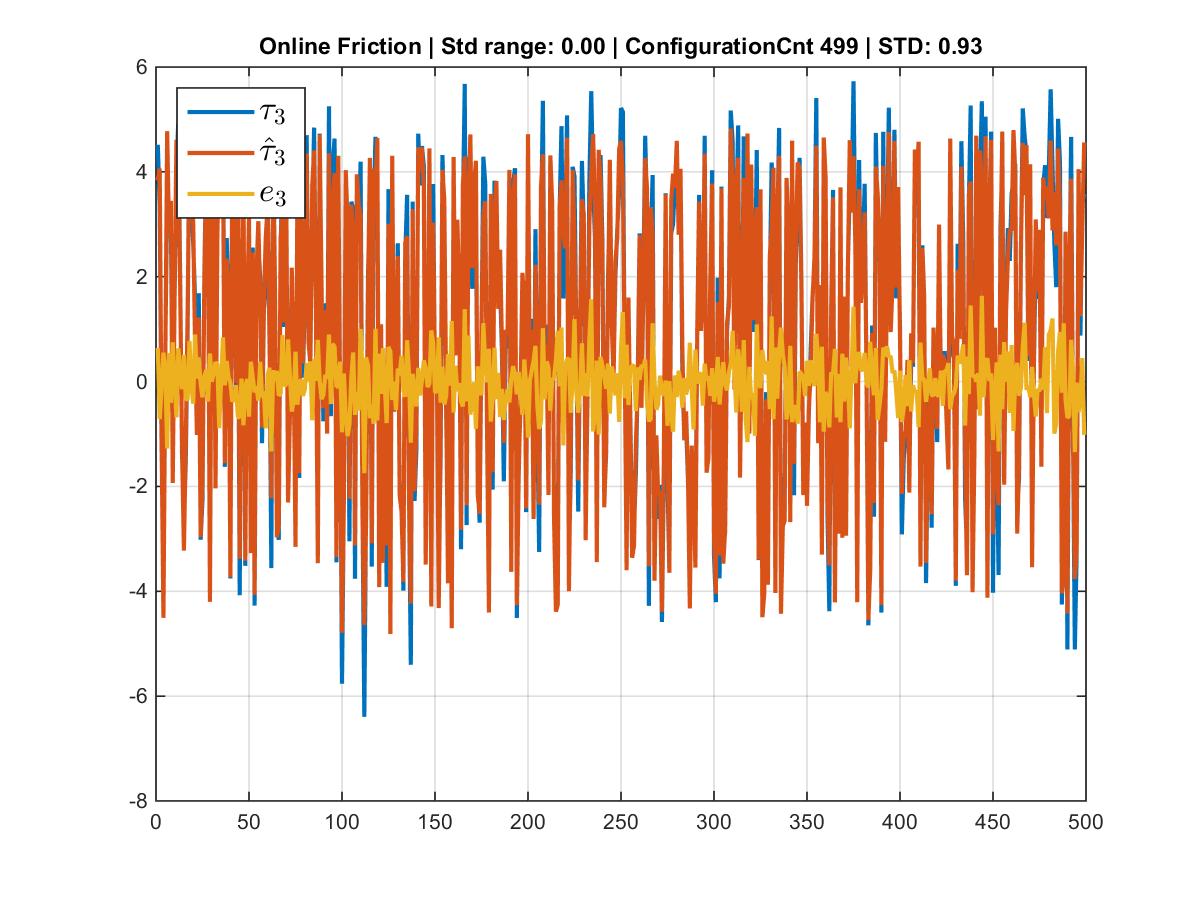 Online Friction | Std range: 0.00 | ConfigurationCnt 499 | STD: 0.93
6
4
2
0
-2
-4
-6
-8
τ₃
τ̂₃
e₃
0 50 100 150 200 250 300 350 400 450 500